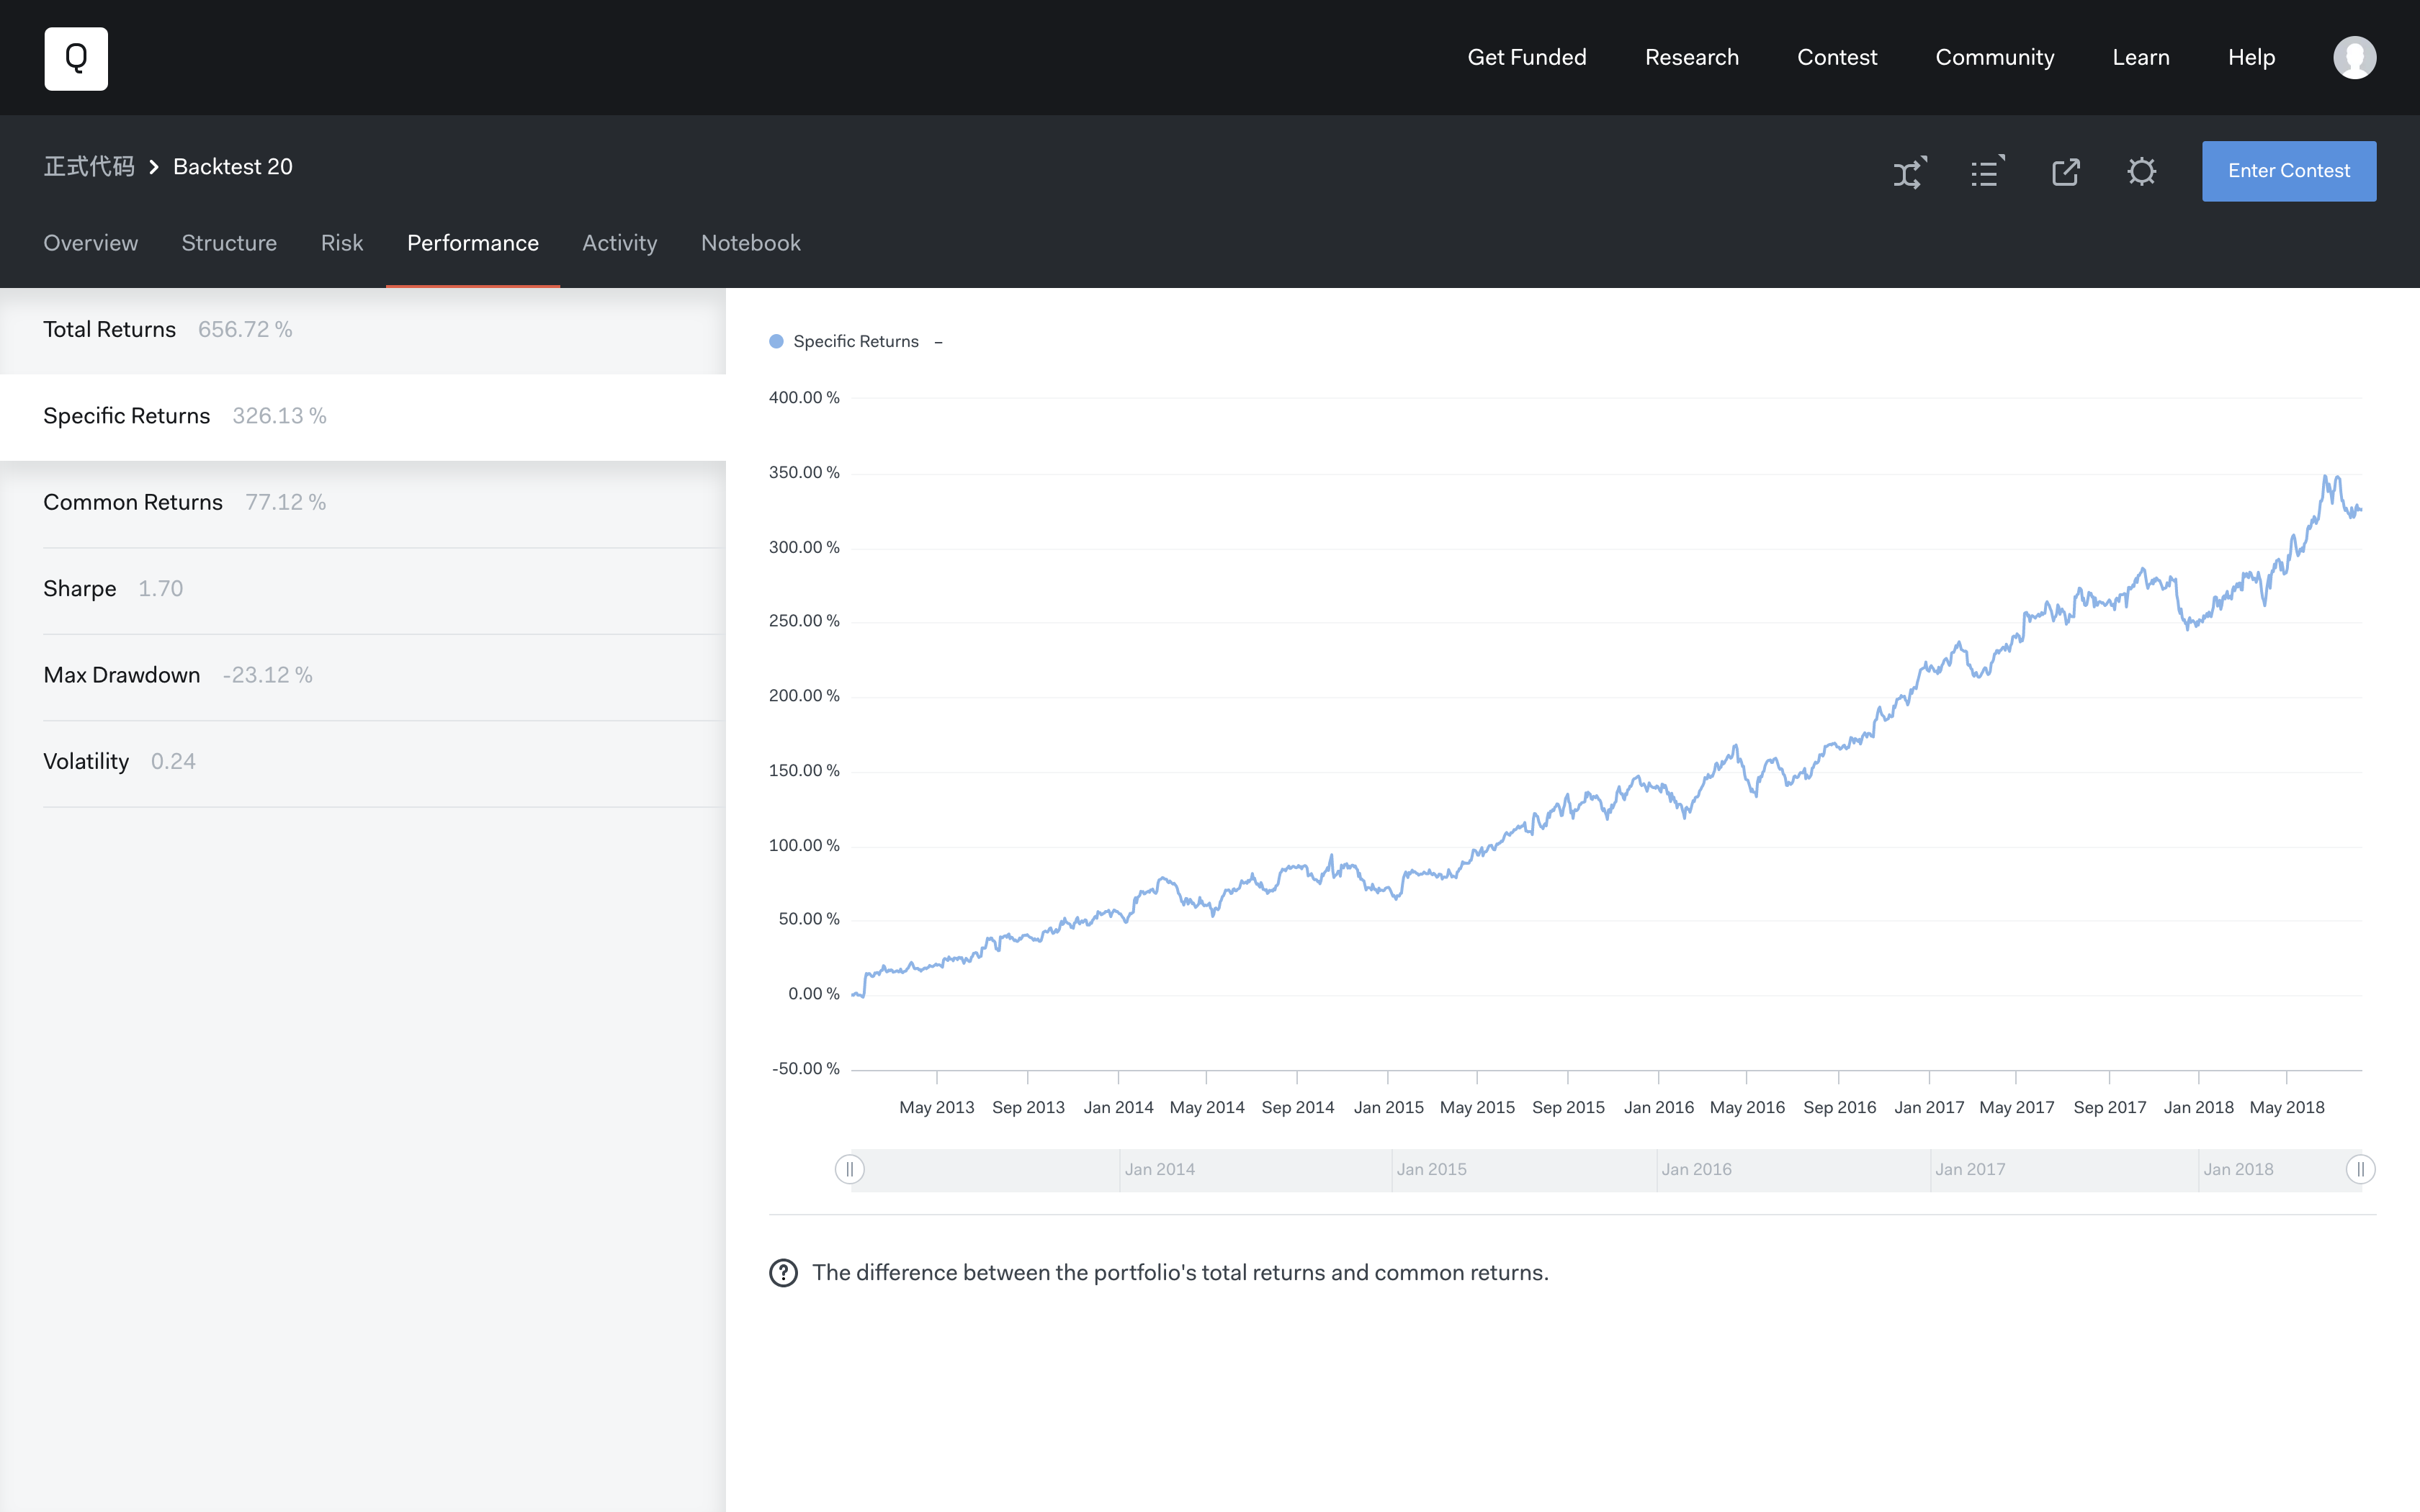 Q
Get Funded Research Contest Community Learn Help
正式代码 Backtest 20
Enter Contest
Overview Structure Risk Performance Activity Notebook
Total Returns 656.72 %
Specific Returns 326.13 %
Common Returns 77.12 %
Sharpe 1.70
Max Drawdown -23.12 %
Volatility 0.24
Specific Returns –
400.00 %
350.00 %
300.00 %
250.00 %
200.00 %
150.00 %
100.00 %
50.00 %
0.00 %
-50.00 %
May 2013 Sep 2013 Jan 2014 May 2014 Sep 2014 Jan 2015 May 2015 Sep 2015 Jan 2016 May 2016 Sep 2016 Jan 2017 May 2017 Sep 2017 Jan 2018 May 2018
Jan 2014 Jan 2015 Jan 2016 Jan 2017 Jan 2018
? The difference between the portfolio's total returns and common returns.